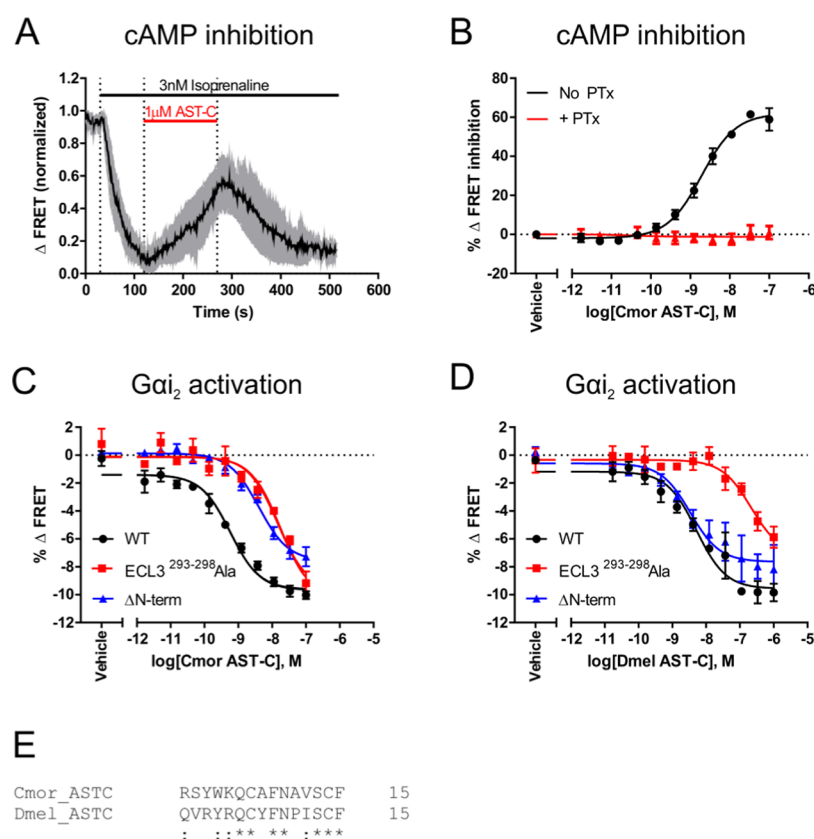 A
cAMP inhibition
Δ FRET (normalized)
1.2
1.0
0.8
0.6
0.4
0.2
0.0
3nM Isoprenaline
1µM AST-C
0 100 200 300 400 500 600
Time (s)
B
cAMP inhibition
% Δ FRET inhibition
80
60
40
20
0
-20
No PTx
+ PTx
Vehicle
-12 -11 -10 -9 -8 -7 -6
log[Cmor AST-C], M
C
Gαi2 activation
% Δ FRET
2
0
-2
-4
-6
-8
-10
-12
WT
ECL3 293-298Ala
ΔN-term
Vehicle
-12 -11 -10 -9 -8 -7 -6 -5
log[Cmor AST-C], M
D
Gαi2 activation
% Δ FRET
2
0
-2
-4
-6
-8
-10
-12
WT
ECL3 293-298Ala
ΔN-term
Vehicle
-12 -11 -10 -9 -8 -7 -6 -5
log[Dmel AST-C], M
E
Cmor_ASTC RSYWKQCAFNAVSCF 15
Dmel_ASTC QVRYRQCYFNPISCF 15
: ::** ** :***